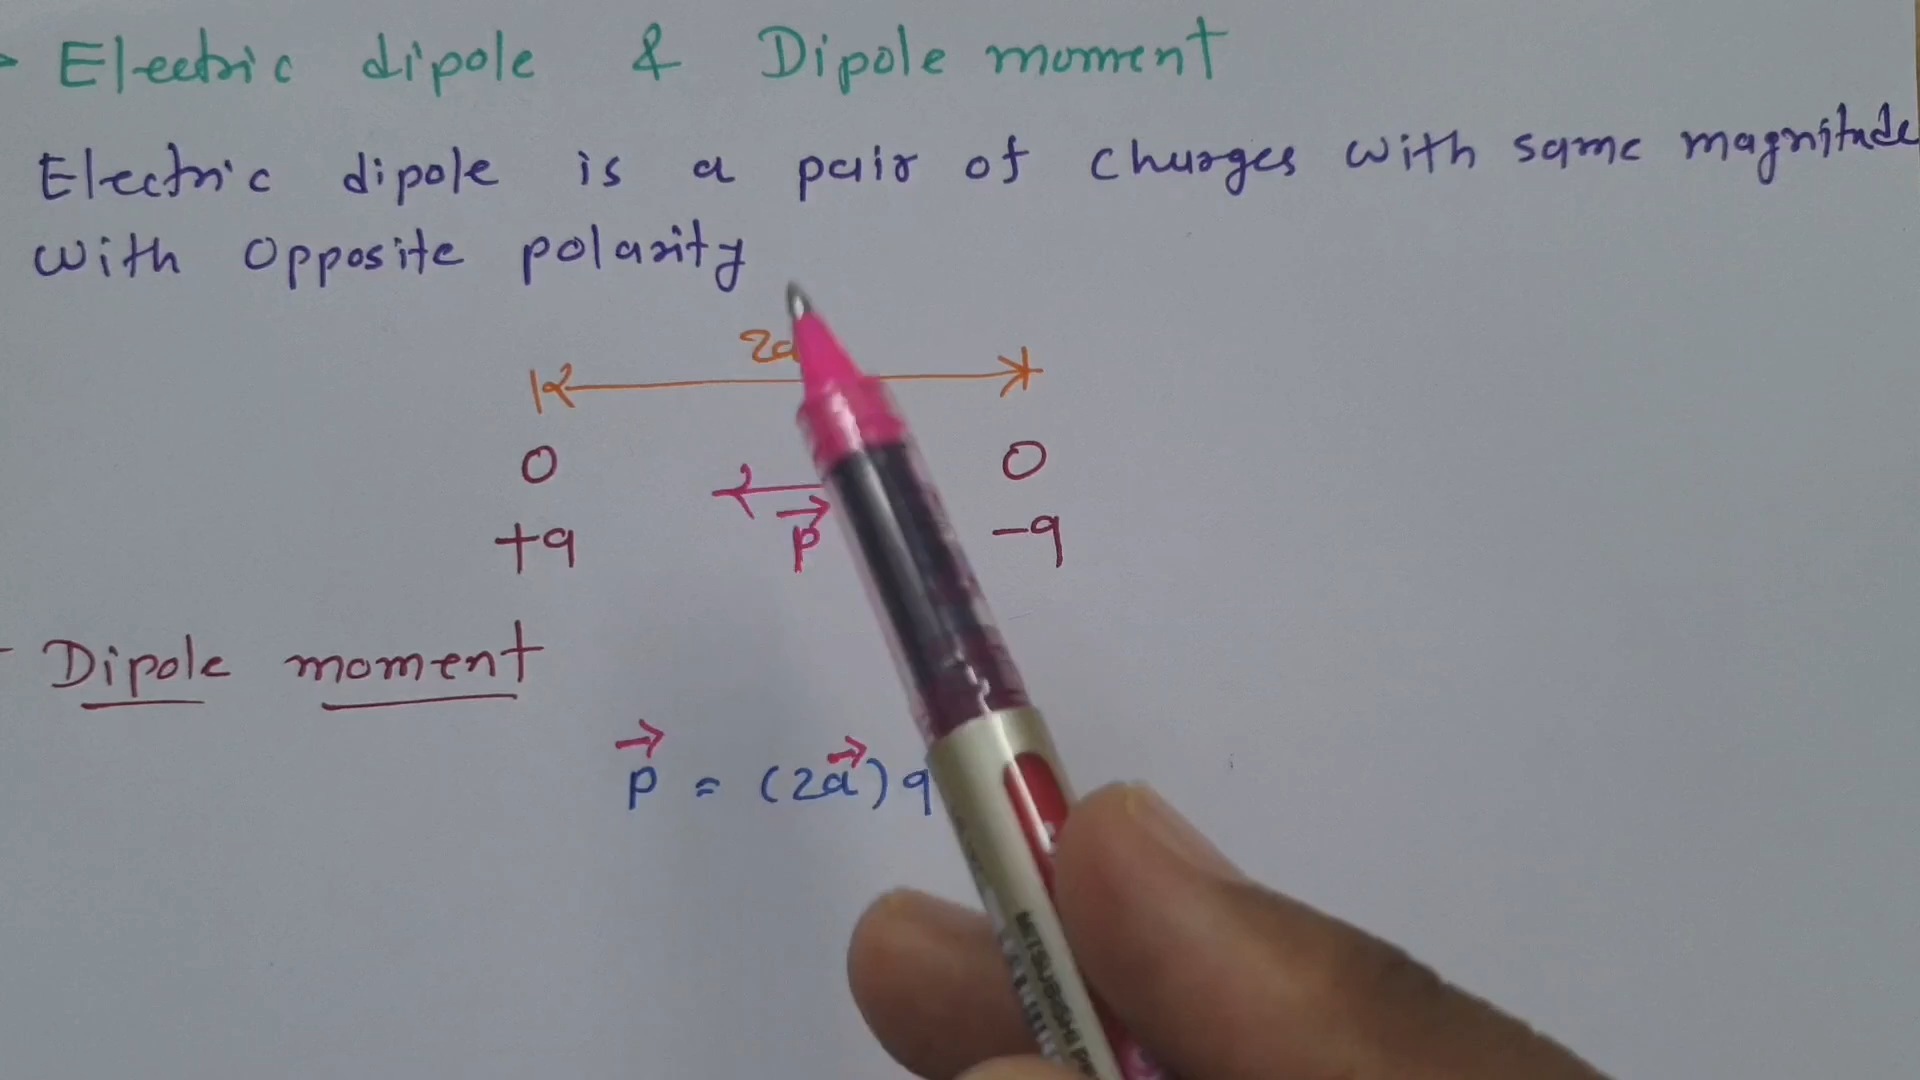 Electric dipole & Dipole moment
Electric dipole is a pair of charges with same magnitude
with opposite polarity
2a
O O
p
+q -q
Dipole moment
p = (2a) q
MITSUBISHI